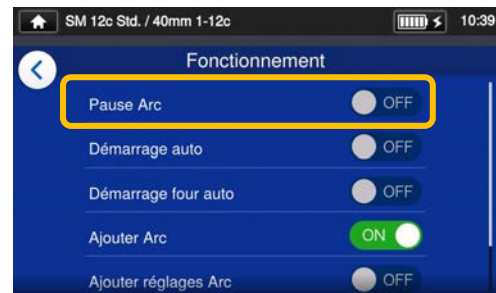 SM 12c Std. / 40mm 1-12c 10:39
Fonctionnement
Pause Arc OFF
Démarrage auto OFF
Démarrage four auto OFF
Ajouter Arc ON
Ajouter réglages Arc OFF